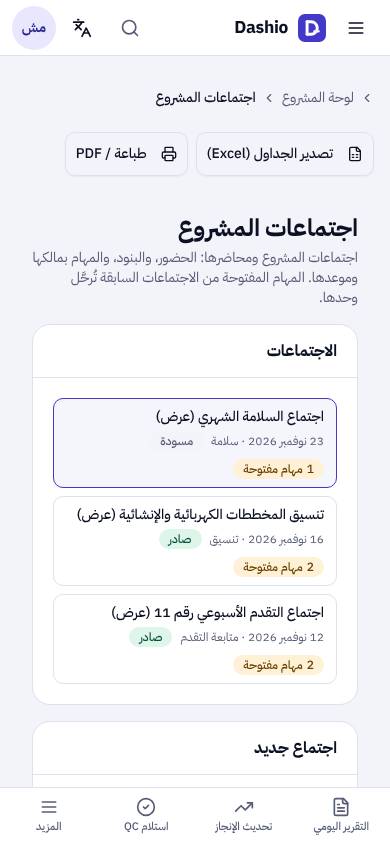 Dashio
مش
لوحة المشروع
اجتماعات المشروع
تصدير الجداول (Excel)
طباعة / PDF
اجتماعات المشروع
اجتماعات المشروع ومحاضرها: الحضور، والبنود، والمهام بمالكها
وموعدها. المهام المفتوحة من الاجتماعات السابقة تُرحَّل
وحدها.
الاجتماعات
اجتماع السلامة الشهري (عرض)
23 نوفمبر 2026 · سلامة مسودة
1 مهام مفتوحة
تنسيق المخططات الكهربائية والإنشائية (عرض)
16 نوفمبر 2026 · تنسيق صادر
2 مهام مفتوحة
اجتماع التقدم الأسبوعي رقم 11 (عرض)
12 نوفمبر 2026 · متابعة التقدم صادر
2 مهام مفتوحة
اجتماع جديد
التقرير اليومي
تحديث الإنجاز
استلام QC
المزيد